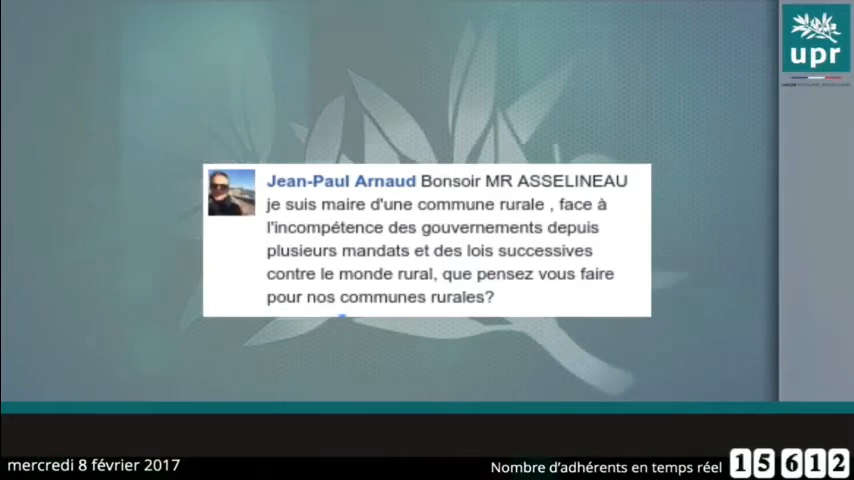 upr
Jean-Paul Arnaud Bonsoir MR ASSELINEAU
je suis maire d'une commune rurale , face à
l'incompétence des gouvernements depuis
plusieurs mandats et des lois successives
contre le monde rural, que pensez vous faire
pour nos communes rurales?
mercredi 8 février 2017
Nombre d'adhérents en temps réel 15 612